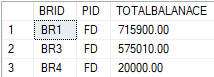 BRID PID TOTALBALANACE
1 BR1 FD 715900.00
2 BR3 FD 575010.00
3 BR4 FD 20000.00